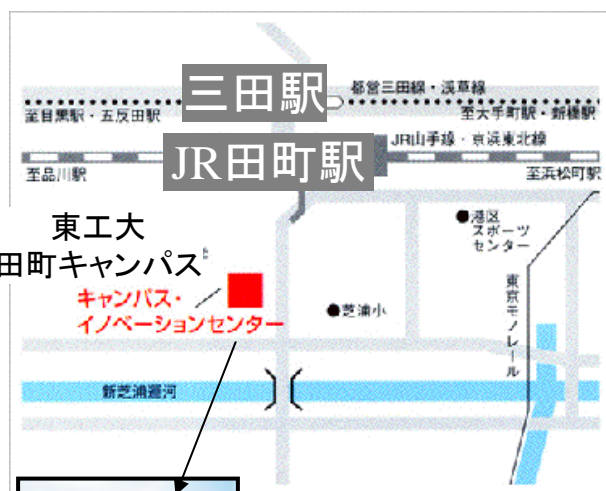 三田駅
都営三田線・浅草線
至目黒駅・五反田駅
至大手町駅・新橋駅
JR田町駅
JR山手線・京浜東北線
至品川駅
至浜松町駅
東工大
田町キャンパス
港区
スポーツ
センター
キャンパス・
イノベーションセンター
芝浦小
東京モノレール
新芝浦運河